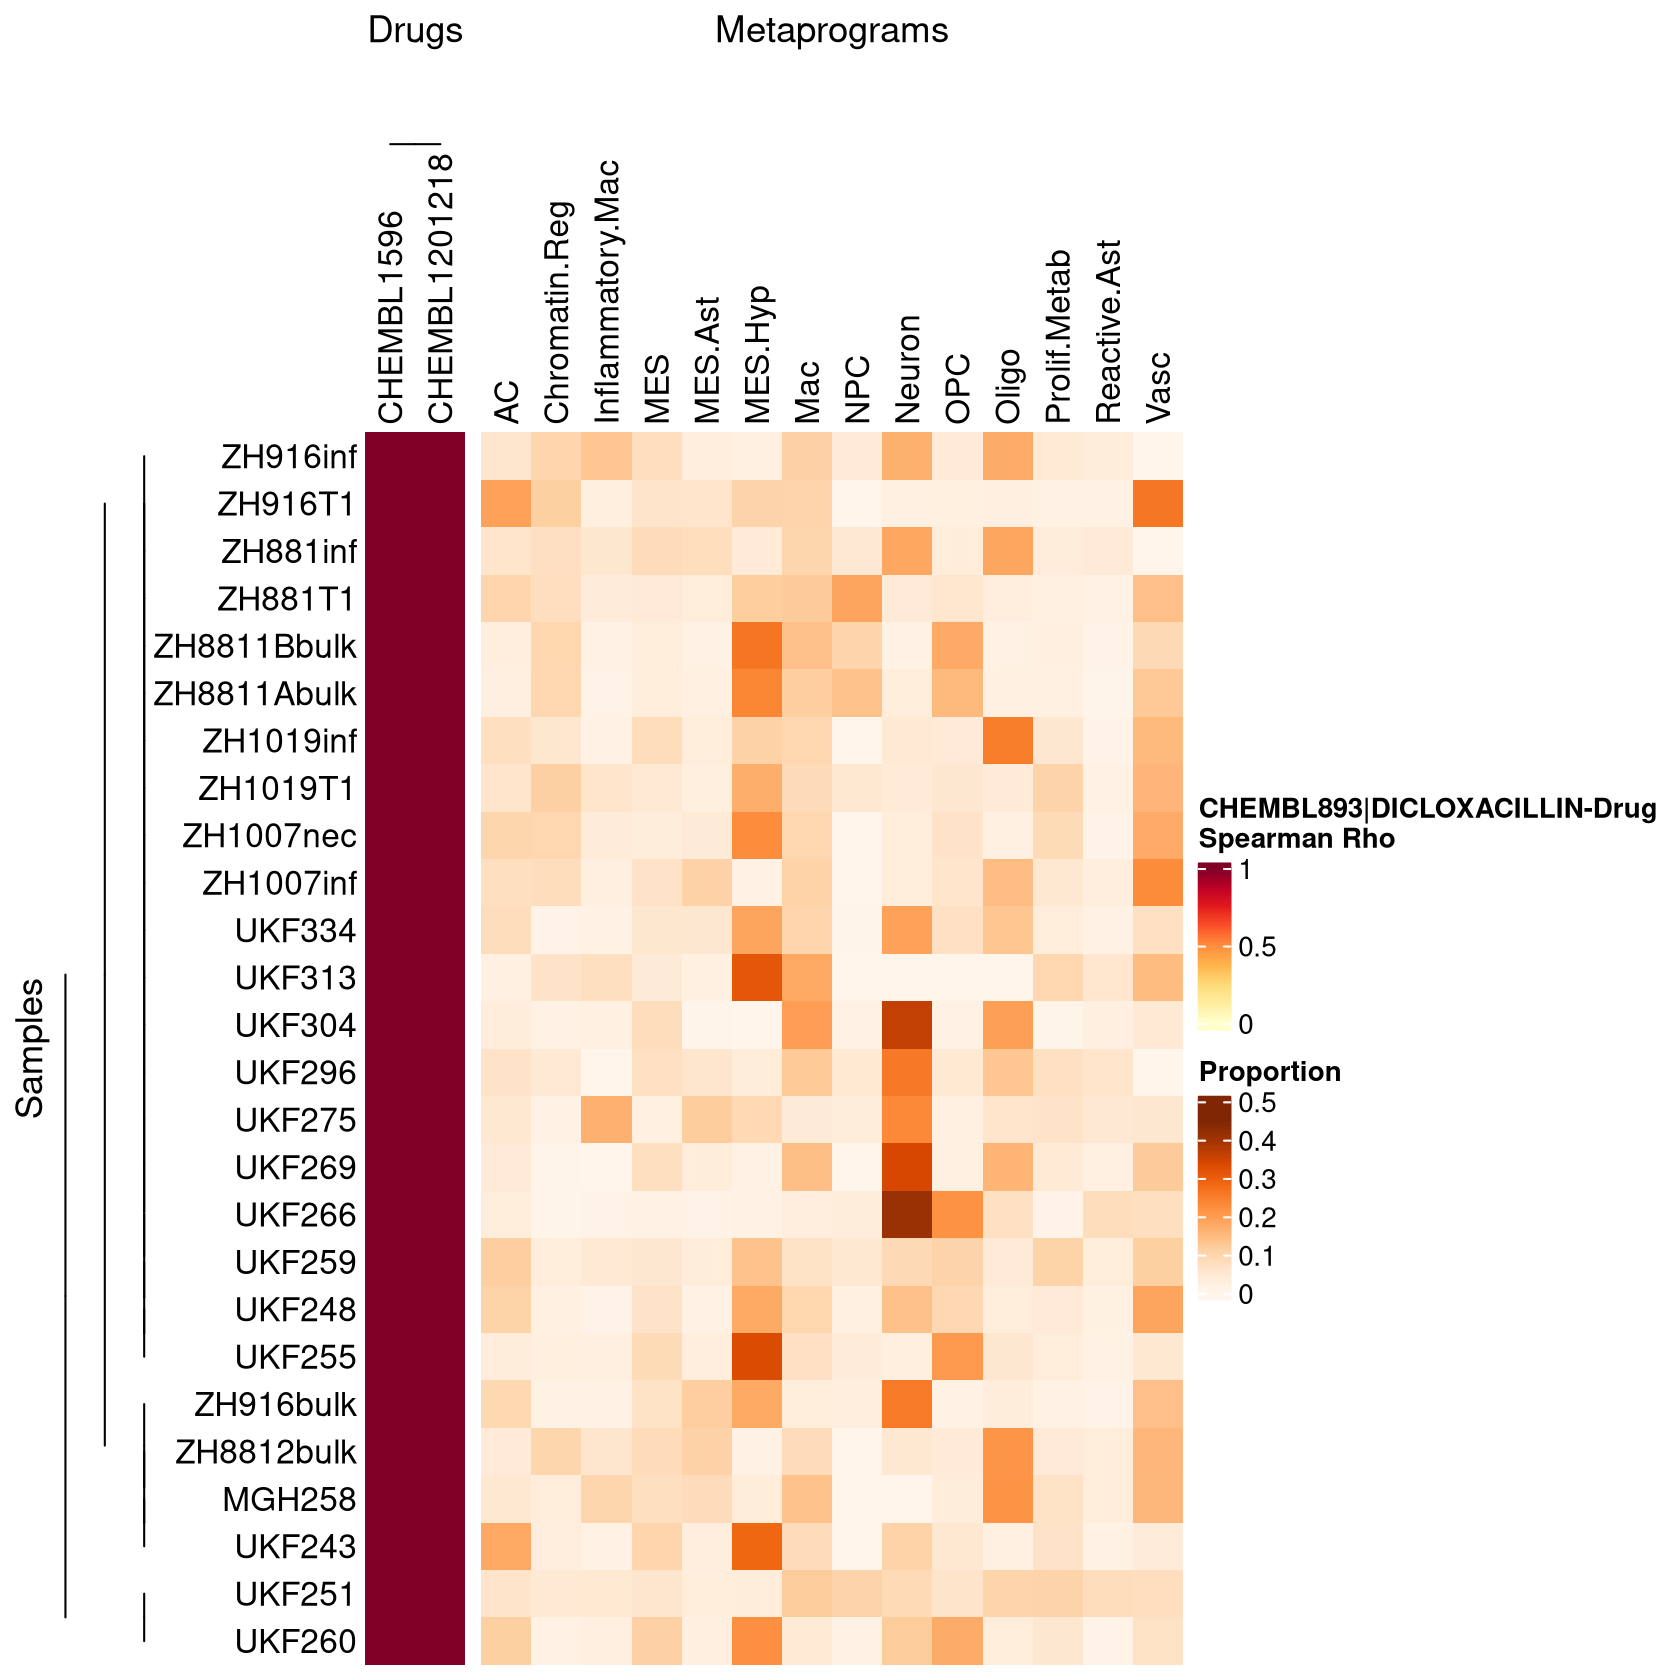 Drugs
Metaprograms
CHEMBL1596
CHEMBL1201218
AC
Chromatin.Reg
Inflammatory.Mac
MES
MES.Ast
MES.Hyp
Mac
NPC
Neuron
OPC
Oligo
Prolif.Metab
Reactive.Ast
Vasc
Samples
ZH916inf
ZH916T1
ZH881inf
ZH881T1
ZH8811Bbulk
ZH8811Abulk
ZH1019inf
ZH1019T1
ZH1007nec
ZH1007inf
UKF334
UKF313
UKF304
UKF296
UKF275
UKF269
UKF266
UKF259
UKF248
UKF255
ZH916bulk
ZH8812bulk
MGH258
UKF243
UKF251
UKF260
CHEMBL893|DICLOXACILLIN-Drug
Spearman Rho
1
0.5
0
Proportion
0.5
0.4
0.3
0.2
0.1
0